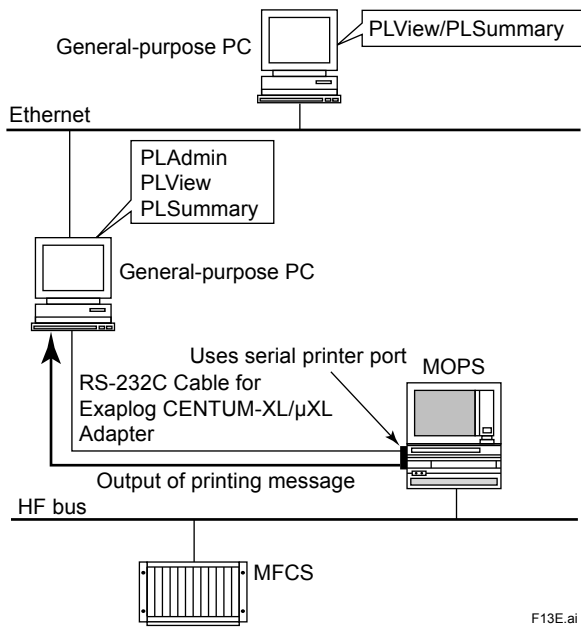 PLView/PLSummary
General-purpose PC
Ethernet
PLAdmin
PLView
PLSummary
General-purpose PC
Uses serial printer port
MOPS
RS-232C Cable for
Exaplog CENTUM-XL/µXL
Adapter
Output of printing message
HF bus
MFCS
F13E.ai